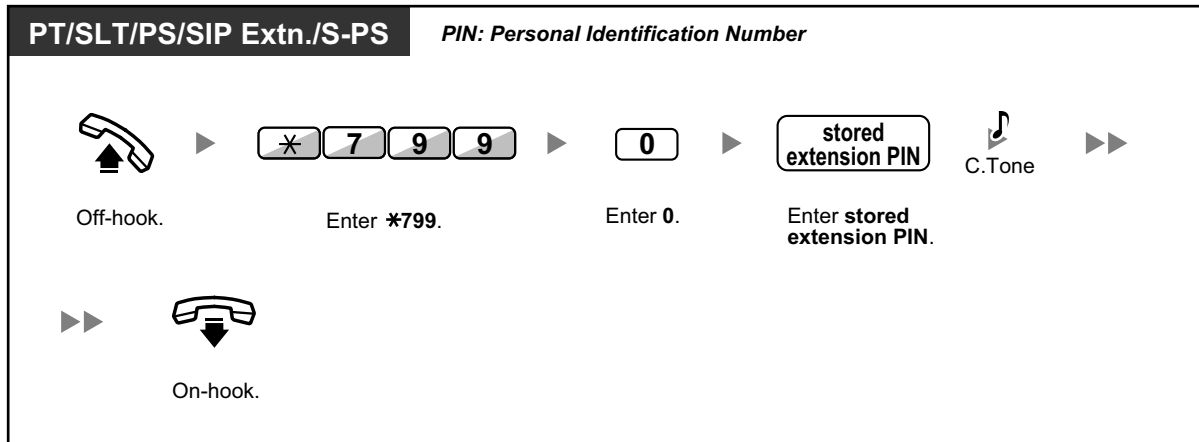 PT/SLT/PS/SIP Extn./S-PS PIN: Personal Identification Number
* 7 9 9 0 stored
extension PIN
C.Tone
Off-hook. Enter *799. Enter 0. Enter stored
extension PIN.
On-hook.